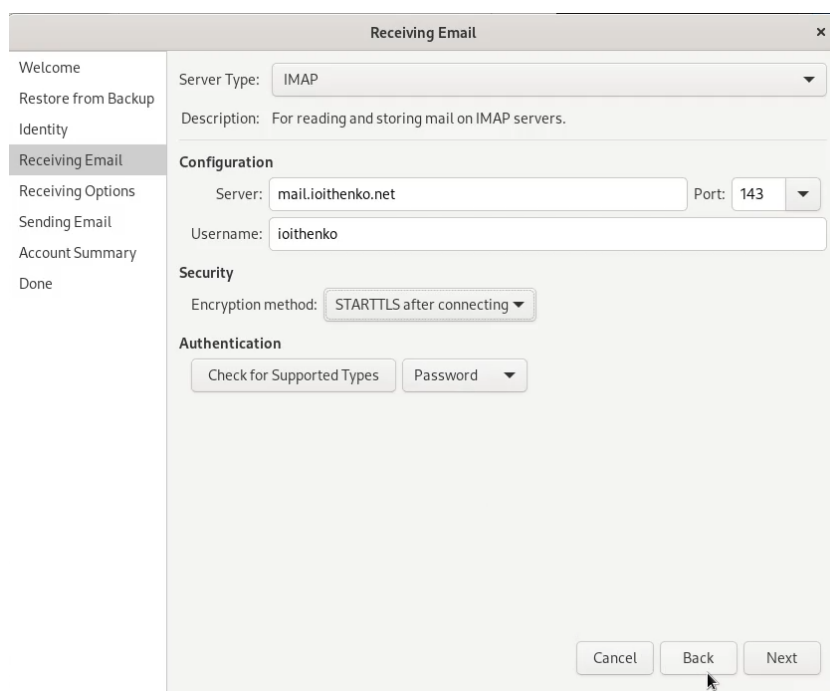 Receiving Email ×
Welcome
Restore from Backup
Identity
Receiving Email
Receiving Options
Sending Email
Account Summary
Done
Server Type: IMAP
Description: For reading and storing mail on IMAP servers.
Configuration
Server: mail.ioithenko.net Port: 143
Username: ioithenko
Security
Encryption method: STARTTLS after connecting
Authentication
Check for Supported Types Password
Cancel Back Next